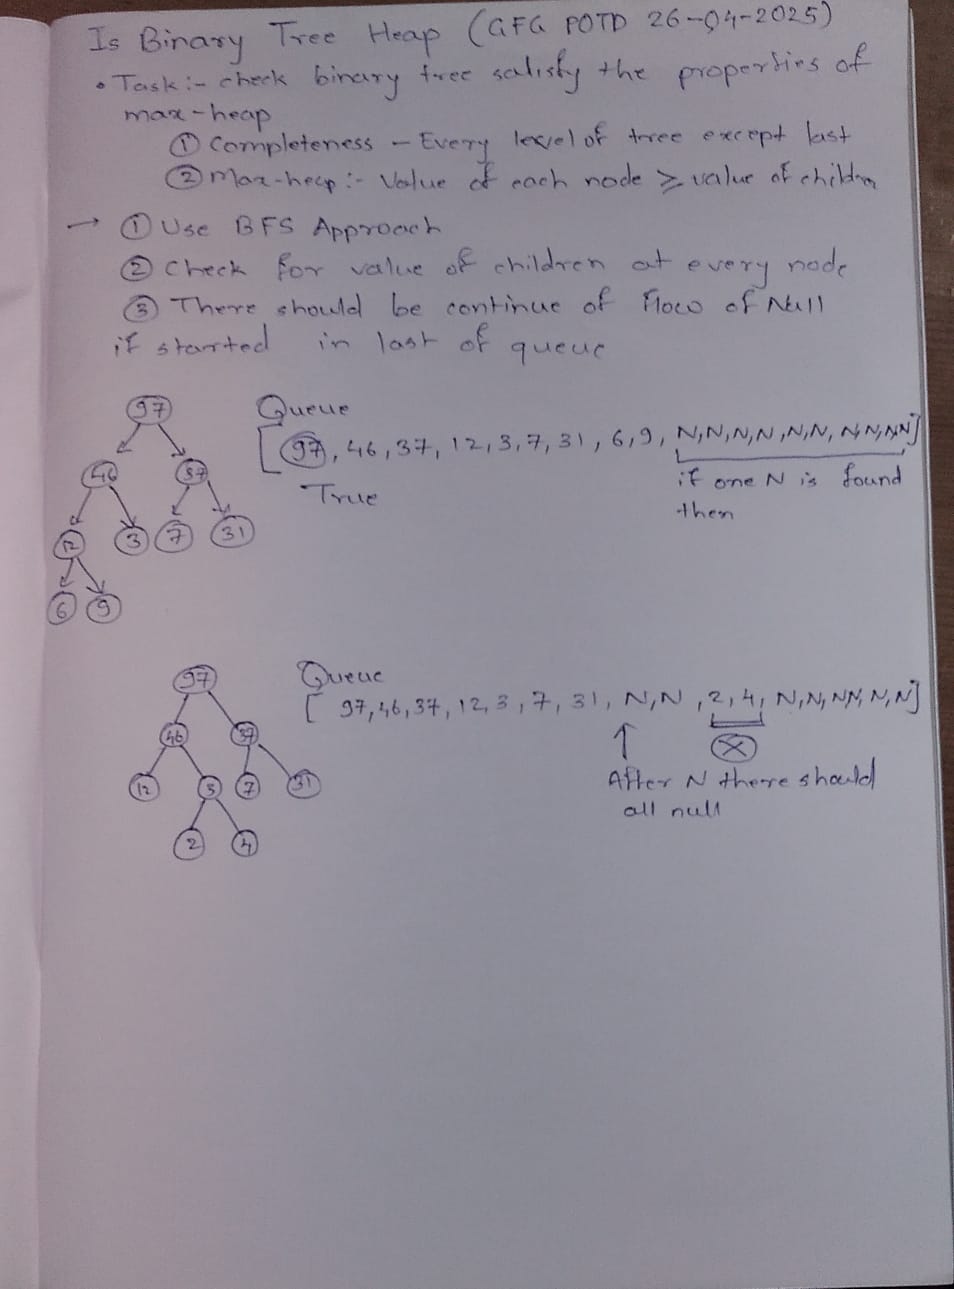 Is Binary Tree Heap (GFG POTD 26-04-2025)
• Task :- check binary tree satisfy the properties of
max-heap
① Completeness - Every level of tree except last
② Max-heap :- Value of each node ≥ value of children
→ ① Use BFS Approach
② Check for value of children at every node
③ There should be continue of Flow of Null
if started in last of queue
97
Queue
[97, 46, 37, 12, 3, 7, 31, 6, 9, N, N, N, N, N, N, N, N, N, N]
46 37
True
if one N is found
then
12 3 7 31
6 9
97
Queue
[97, 46, 37, 12, 3, 7, 31, N, N, 2, 4, N, N, N, N, N, N]
46 37
↑ ⊗
12 3 7 31
After N there should
all null
2 4